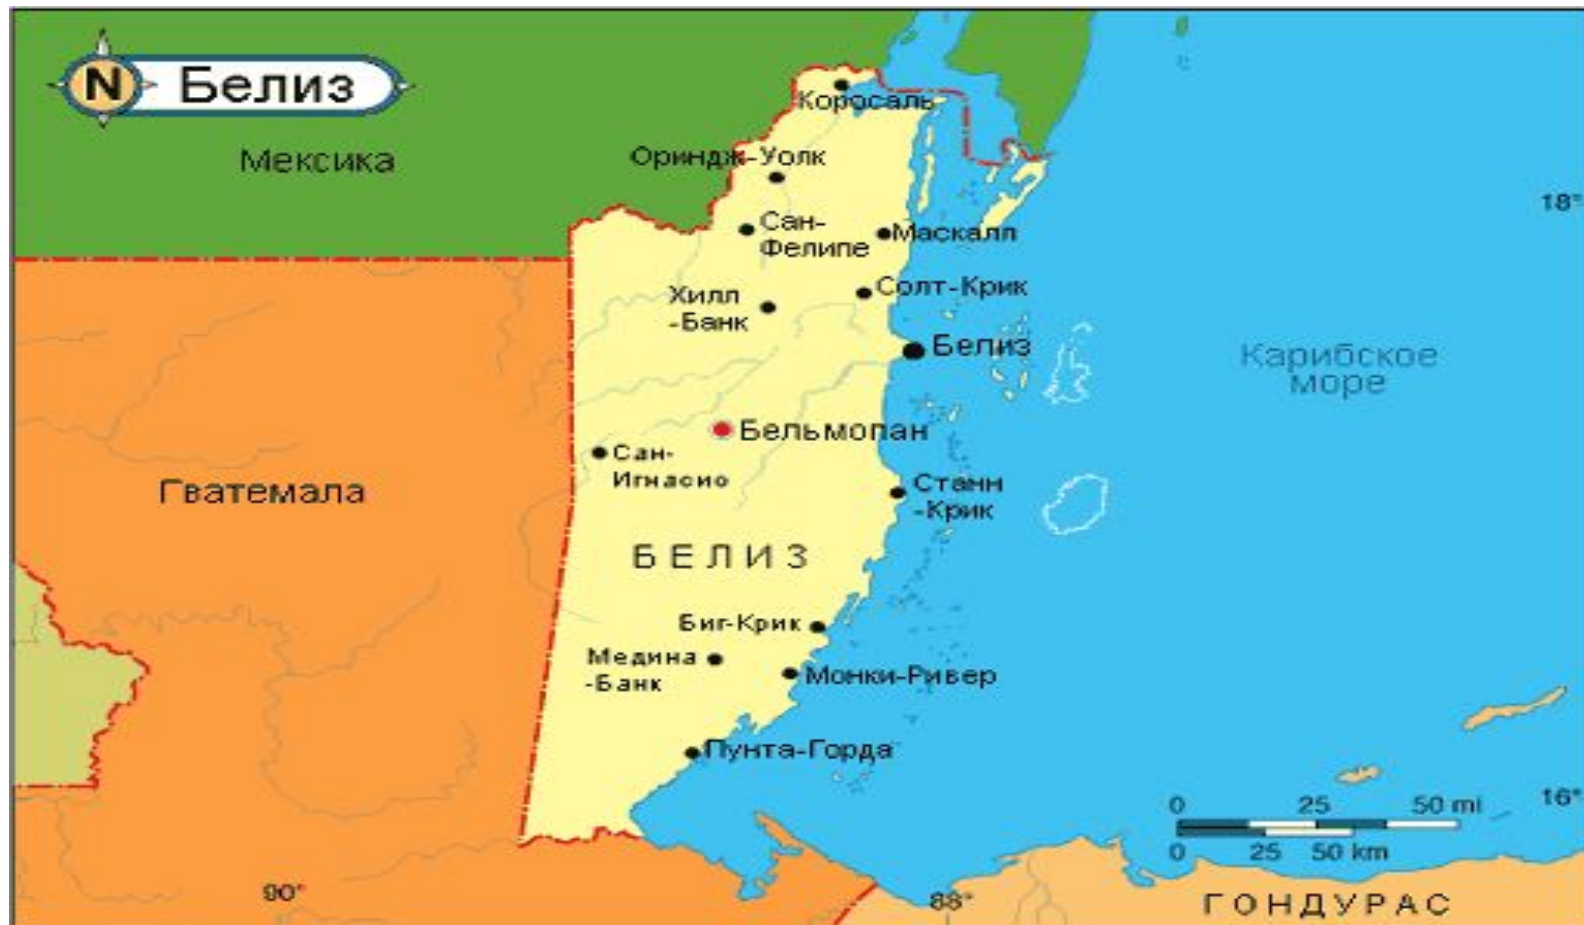 N Белиз
Мексика
Коросаль
Ориндж-Уолк
Сан-
Фелипе
Маскалл
18°
Хилл
-Банк
Солт-Крик
Белиз
Карибское
море
Бельмопан
Сан-
Игнасио
Гватемала
Станн
-Крик
БЕЛИЗ
Биг-Крик
Медина
-Банк
Монки-Ривер
Пунта-Горда
0 25 50 mi
16°
0 25 50 km
90°
88°
ГОНДУРАС